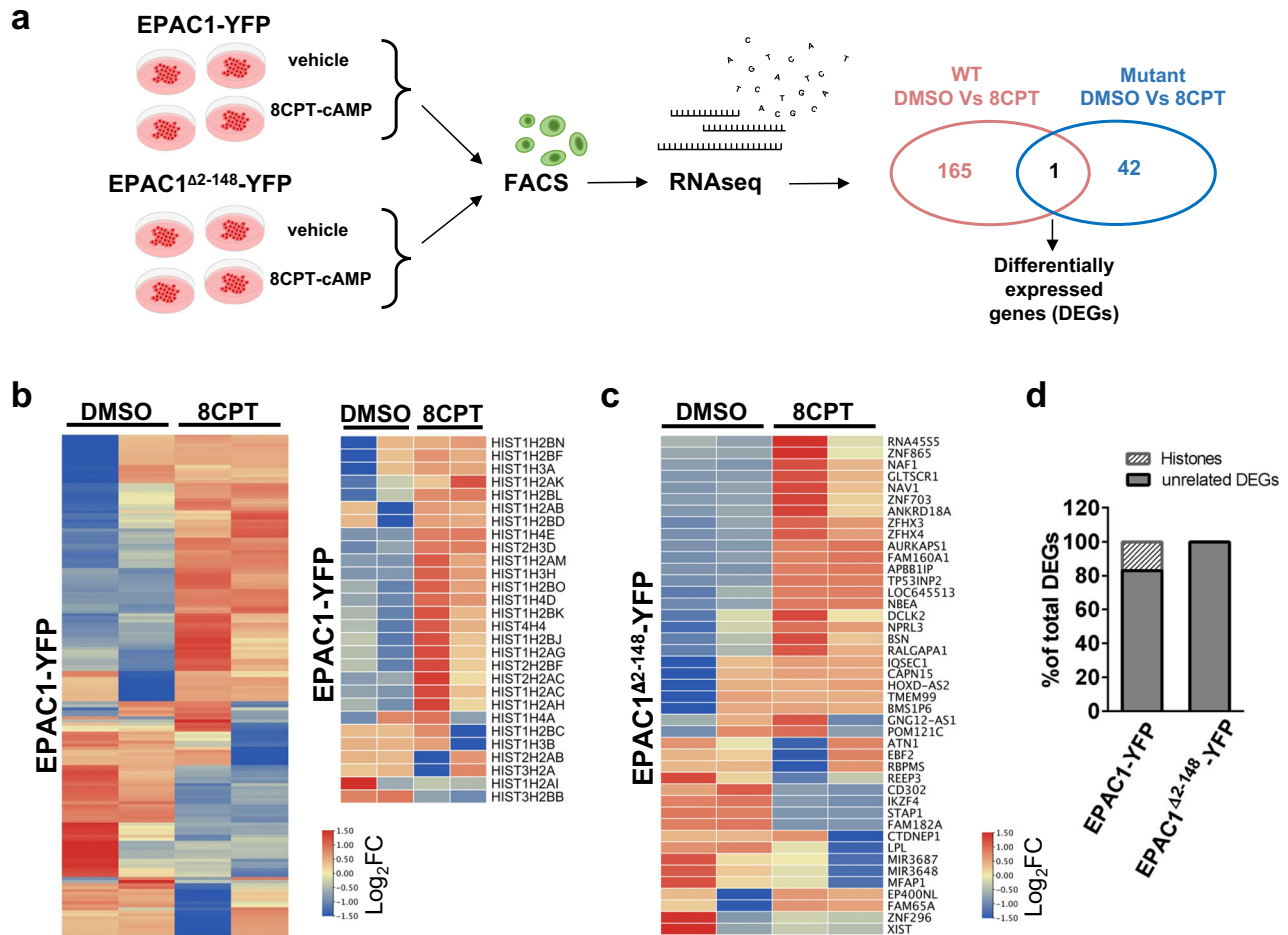 a
EPAC1-YFP
vehicle
8CPT-cAMP
EPAC1Δ2-148-YFP
vehicle
8CPT-cAMP
FACS
C
A
A
G
T
C
T
G
A
T
C
T
C
A
T
G
A
C
G
C
RNAseq
WT
DMSO Vs 8CPT
Mutant
DMSO Vs 8CPT
165
1
42
Differentially
expressed
genes (DEGs)
b
DMSO
8CPT
EPAC1-YFP
DMSO
8CPT
EPAC1-YFP
HIST1H2BN
HIST1H2BF
HIST1H3A
HIST1H2AK
HIST1H2BL
HIST1H2AB
HIST1H2BD
HIST1H4E
HIST2H3D
HIST1H2AM
HIST1H3H
HIST1H2BO
HIST1H4D
HIST1H2BK
HIST4H4
HIST1H2BJ
HIST1H2AG
HIST2H2BF
HIST2H2AC
HIST1H2AC
HIST1H2AH
HIST1H4A
HIST1H2BC
HIST1H3B
HIST2H2AB
HIST3H2A
HIST1H2AI
HIST3H2BB
1.50
1.00
0.50
0.00
-0.50
-1.00
-1.50
Log2FC
c
DMSO
8CPT
EPAC1Δ2-148-YFP
RNA45S5
ZNF865
NAF1
GLTSCR1
NAV1
ZNF703
ANKRD18A
ZFHX3
ZFHX4
AURKAPS1
FAM160A1
APBB1IP
TP53INP2
LOC645513
NBEA
DCLK2
NPRL3
BSN
RALGAPA1
IQSEC1
CAPN15
HOXD-AS2
TMEM99
BMS1P6
GNG12-AS1
POM121C
ATN1
EBF2
RBPMS
REEP3
CD302
IKZF4
STAP1
FAM182A
CTDNEP1
LPL
MIR3687
MIR3648
MFAP1
EP400NL
FAM65A
ZNF296
XIST
1.50
1.00
0.50
0.00
-0.50
-1.00
-1.50
Log2FC
d
Histones
unrelated DEGs
%of total DEGs
120
100
80
60
40
20
0
EPAC1-YFP
EPAC1Δ2-148-YFP